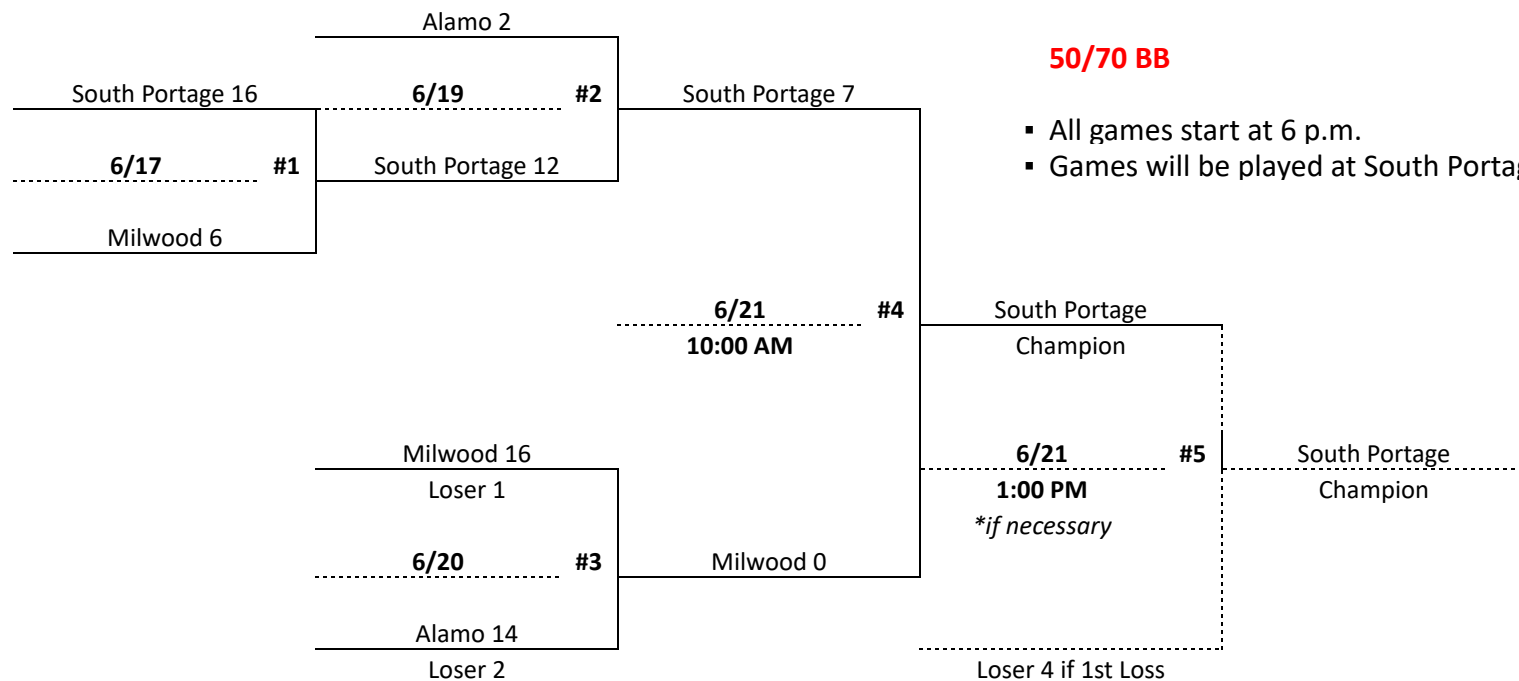 Alamo 2
50/70 BB
South Portage 16
6/19 #2
South Portage 7
▪ All games start at 6 p.m.
6/17 #1
South Portage 12
▪ Games will be played at South Portag
Milwood 6
6/21 #4
South Portage
10:00 AM
Champion
Milwood 16
6/21 #5
South Portage
Loser 1
1:00 PM
Champion
*if necessary
6/20 #3
Milwood 0
Alamo 14
Loser 2
Loser 4 if 1st Loss